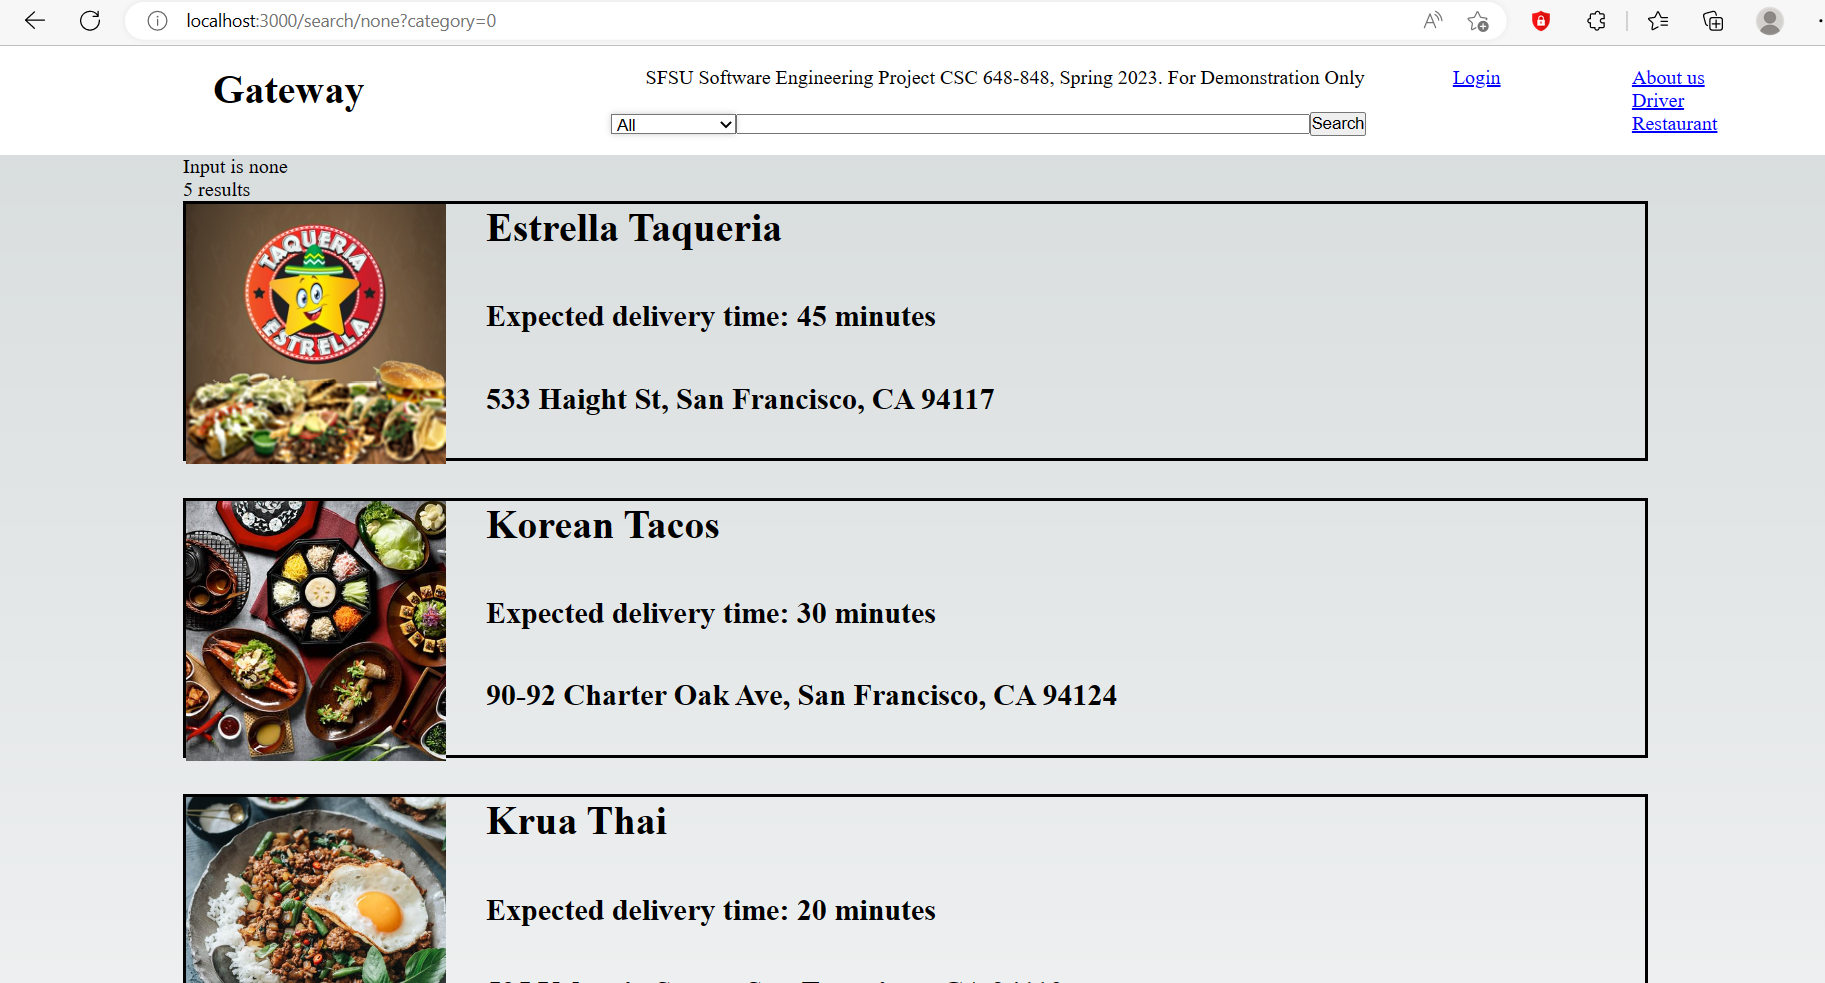 localhost:3000/search/none?category=0
Gateway
SFSU Software Engineering Project CSC 648-848, Spring 2023. For Demonstration Only
Login
About us
Driver
Restaurant
All
Search
Input is none
5 results
TAQUERIA
ESTRELLA
Estrella Taqueria
Expected delivery time: 45 minutes
533 Haight St, San Francisco, CA 94117
Korean Tacos
Expected delivery time: 30 minutes
90-92 Charter Oak Ave, San Francisco, CA 94124
Krua Thai
Expected delivery time: 20 minutes